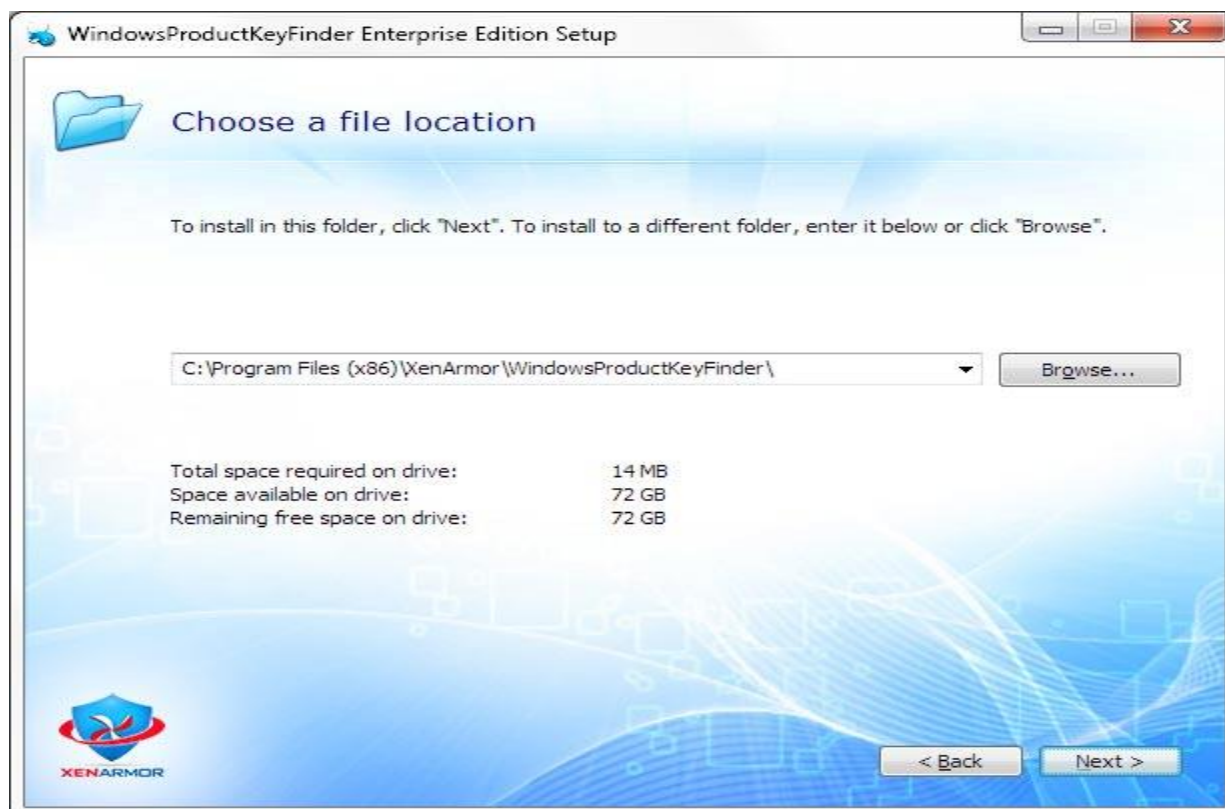 WindowsProductKeyFinder Enterprise Edition Setup
Choose a file location
To install in this folder, click "Next". To install to a different folder, enter it below or click "Browse".
C:\Program Files (x86)\XenArmor\WindowsProductKeyFinder\
Browse...
Total space required on drive: 14 MB
Space available on drive: 72 GB
Remaining free space on drive: 72 GB
XENARMOR
< Back
Next >